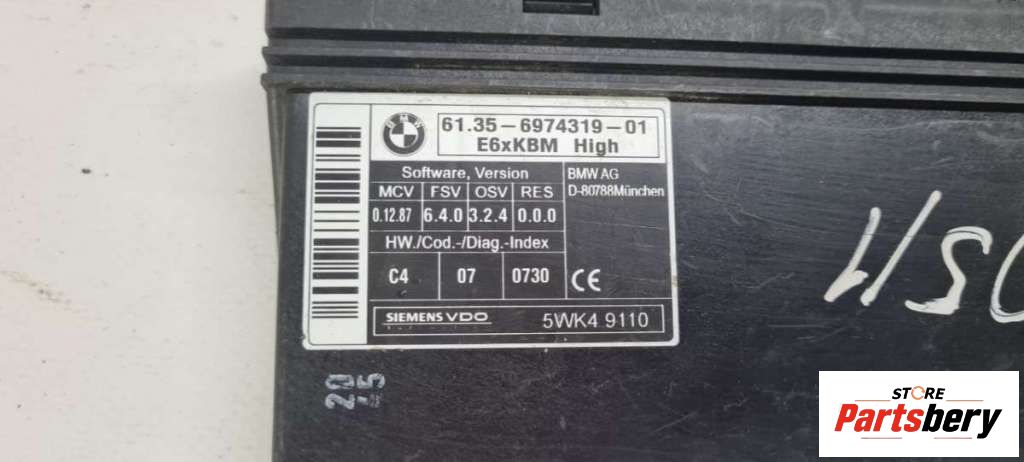 BMW
61.35-6974319-01
E6xKBM High
Software, Version
MCV FSV OSV RES
0.12.87 6.4.0 3.2.4 0.0.0
HW./Cod.-/Diag.-Index
C4 07 0730
BMW AG
D-80788München
CE
SIEMENS VDO 5WK4 9110
STORE
Partsbery